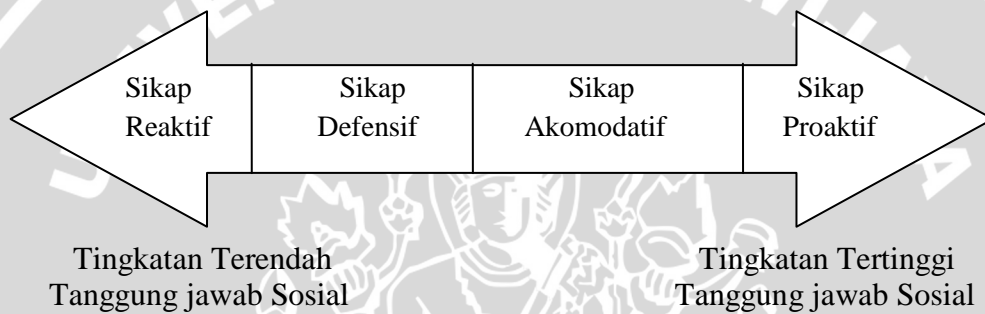 Sikap
Reaktif
Sikap
Defensif
Sikap
Akomodatif
Sikap
Proaktif
Tingkatan Terendah
Tanggung jawab Sosial
Tingkatan Tertinggi
Tanggung jawab Sosial